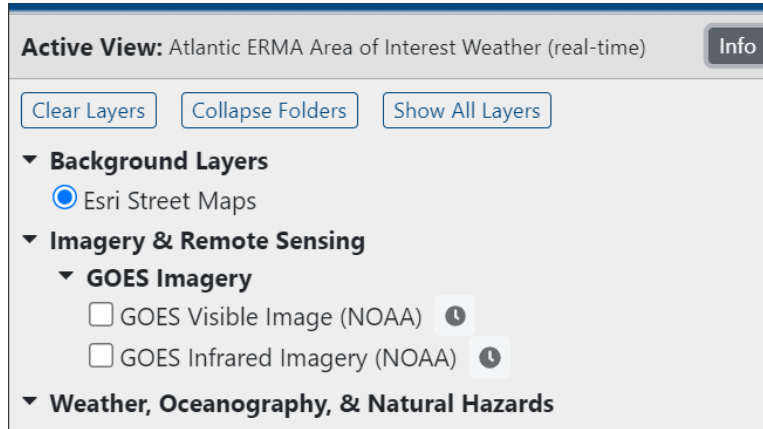 Active View: Atlantic ERMA Area of Interest Weather (real-time) Info
Clear Layers Collapse Folders Show All Layers
Background Layers
Esri Street Maps
Imagery & Remote Sensing
GOES Imagery
GOES Visible Image (NOAA)
GOES Infrared Imagery (NOAA)
Weather, Oceanography, & Natural Hazards